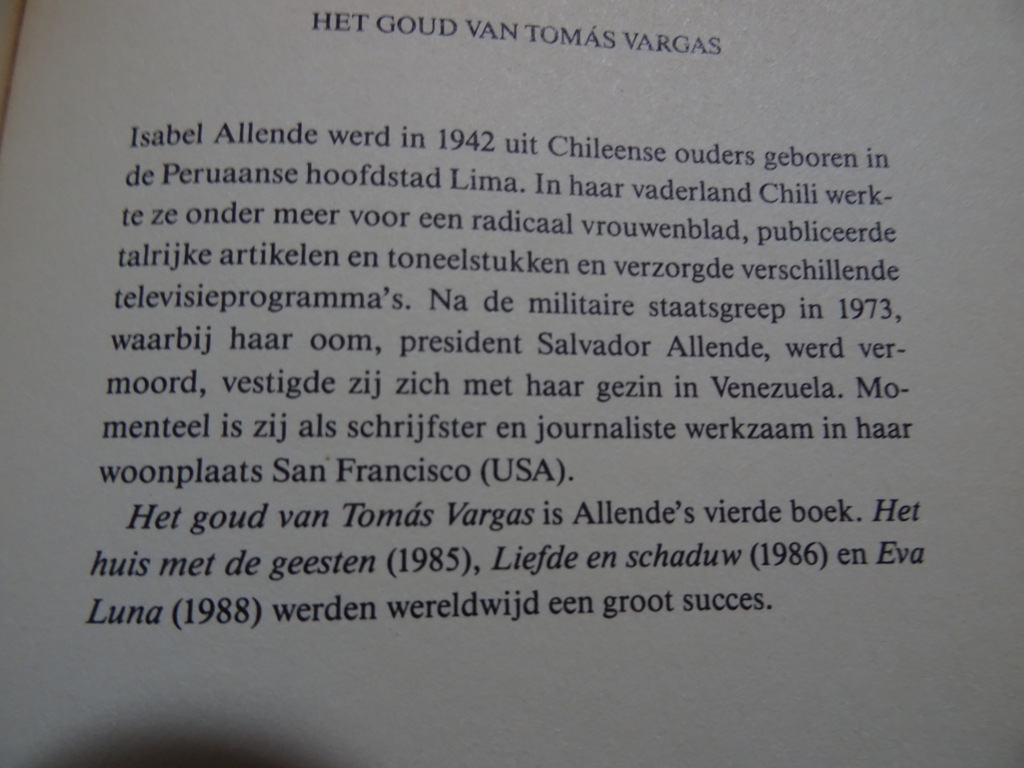 HET GOUD VAN TOMÁS VARGAS
Isabel Allende werd in 1942 uit Chileense ouders geboren in
de Peruaanse hoofdstad Lima. In haar vaderland Chili werk-
te ze onder meer voor een radicaal vrouwenblad, publiceerde
talrijke artikelen en toneelstukken en verzorgde verschillende
televisieprogramma's. Na de militaire staatsgreep in 1973,
waarbij haar oom, president Salvador Allende, werd ver-
moord, vestigde zij zich met haar gezin in Venezuela. Mo-
menteel is zij als schrijfster en journaliste werkzaam in haar
woonplaats San Francisco (USA).
Het goud van Tomás Vargas is Allende's vierde boek. Het
huis met de geesten (1985), Liefde en schaduw (1986) en Eva
Luna (1988) werden wereldwijd een groot succes.